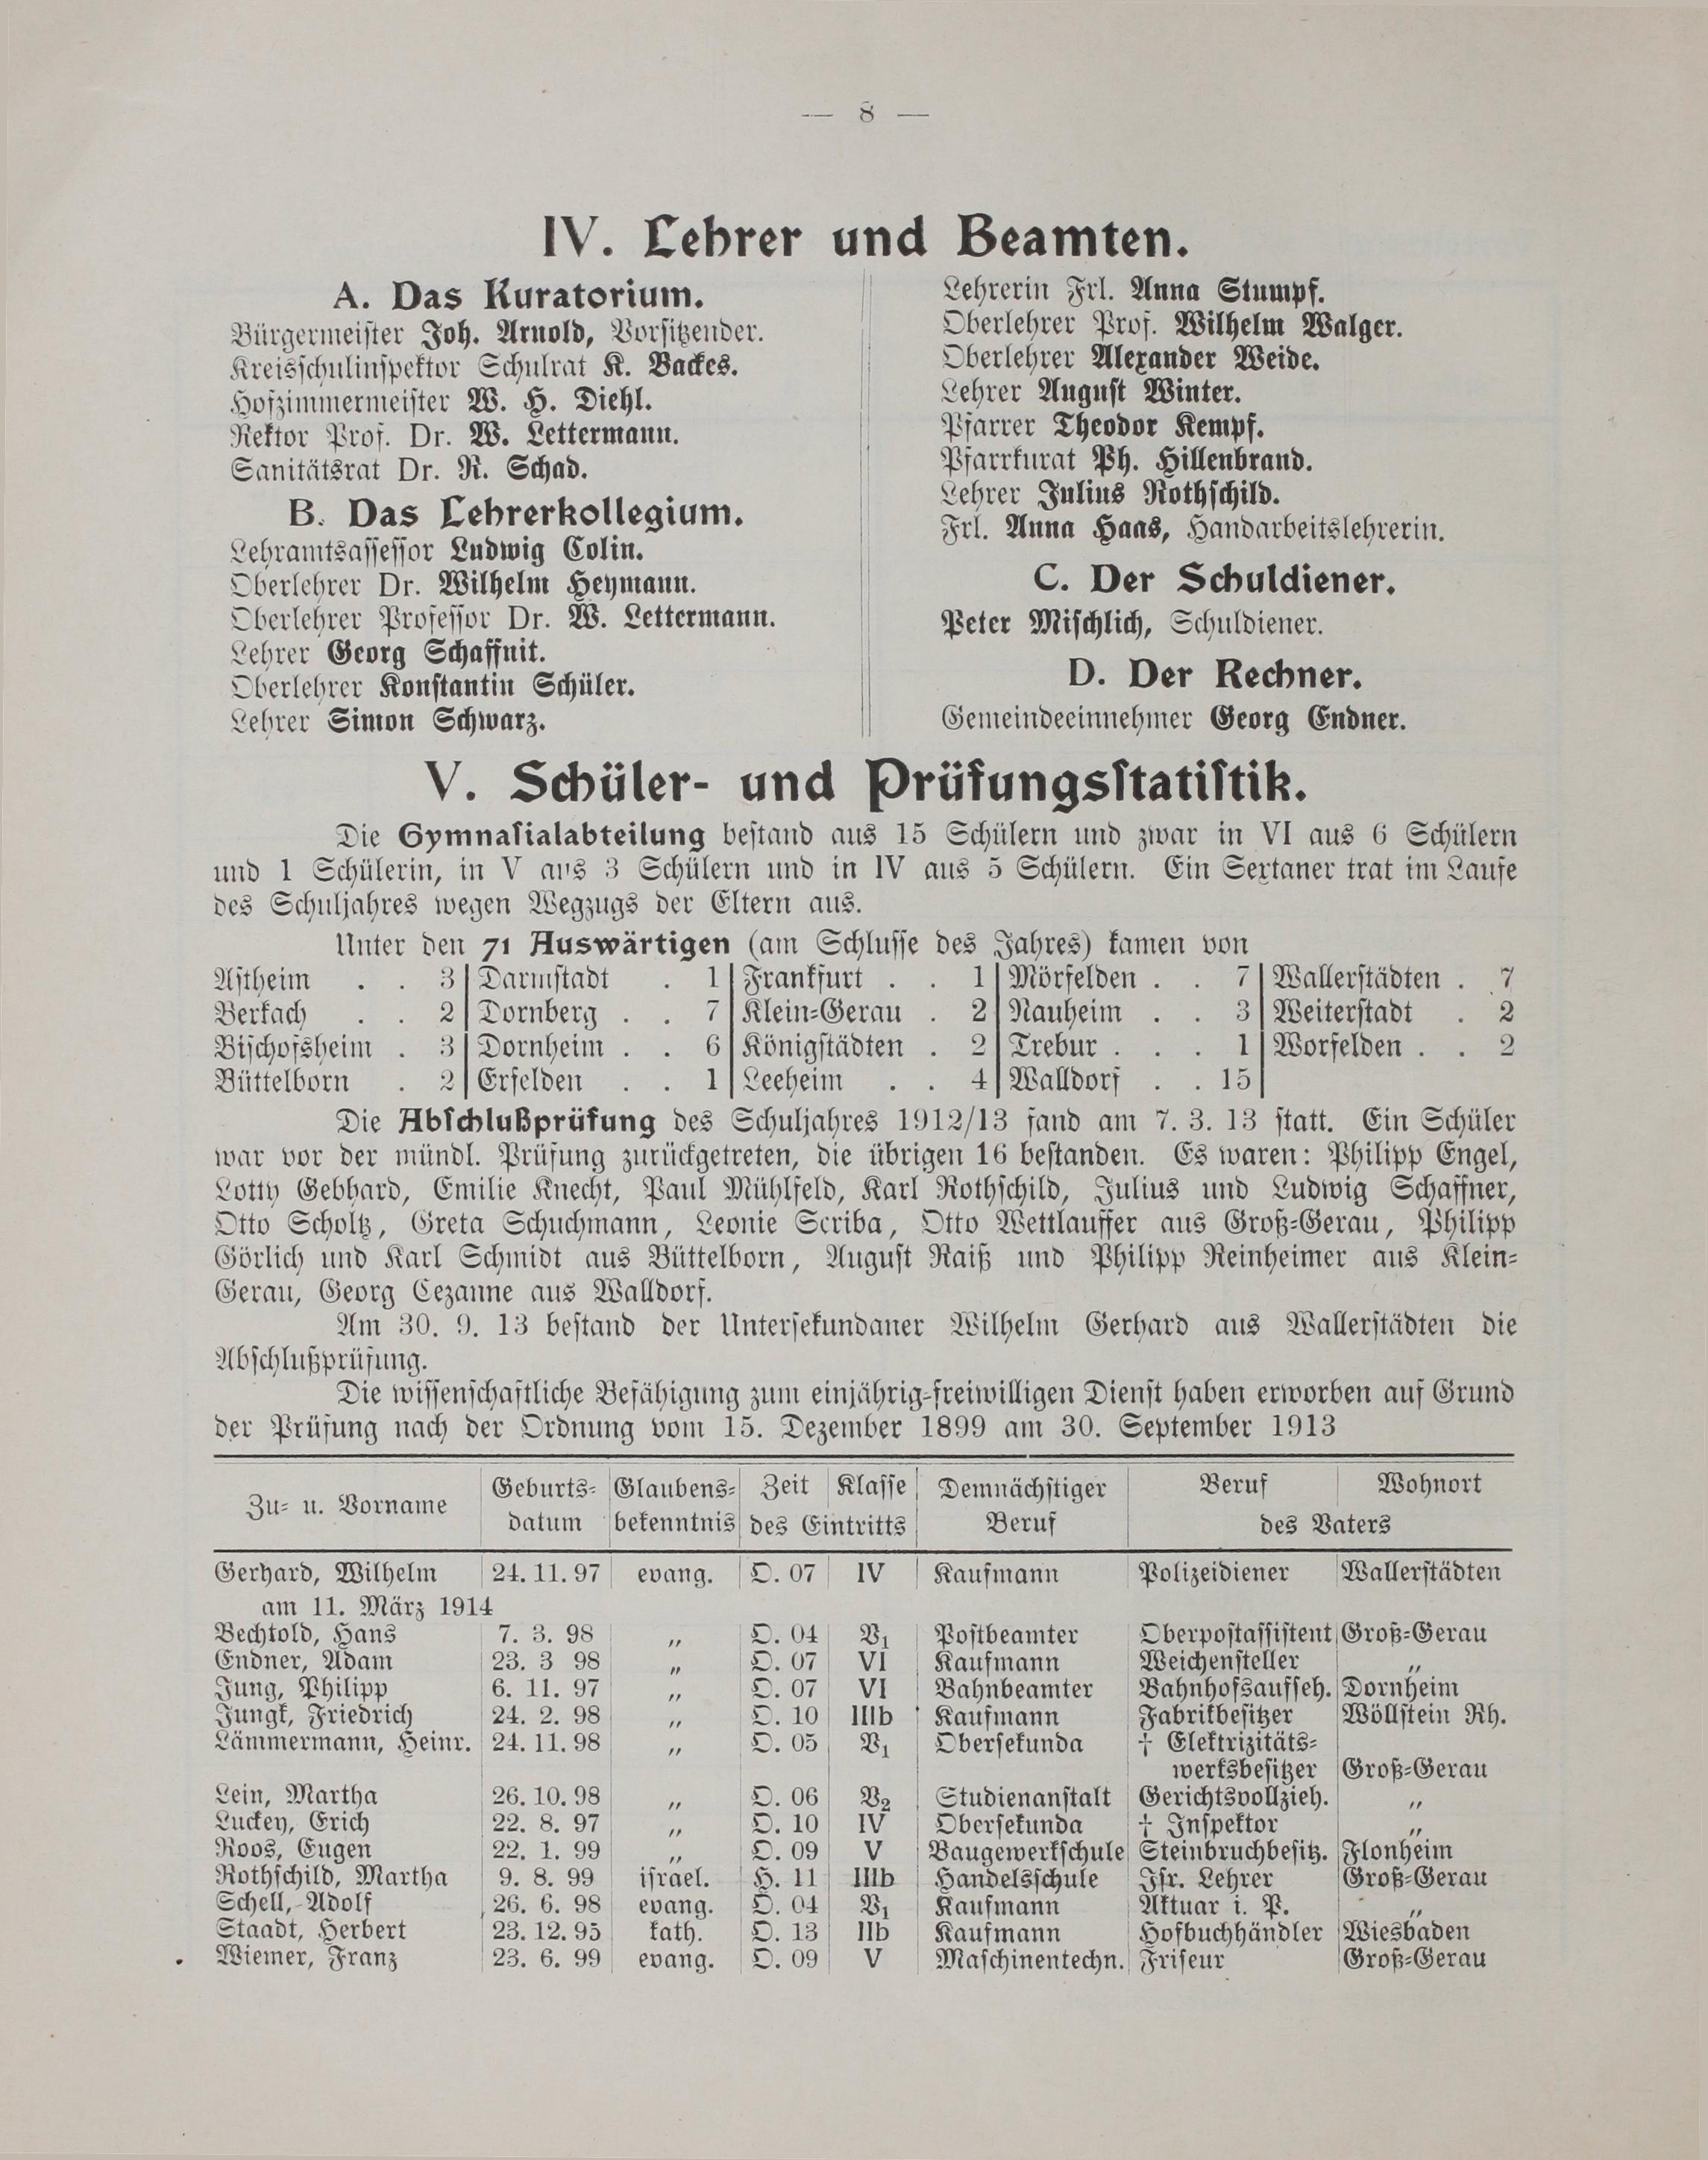 — 8 —
IV. Lehrer und Beamten.
A. Das Kuratorium.
Bürgermeister Joh. Arnold, Vorsitzender.
Kreisschulinspektor Schulrat K. Backes.
Hofzimmermeister W. H. Diehl.
Rektor Prof. Dr. W. Lettermann.
Sanitätsrat Dr. R. Schad.
B. Das Lehrerkollegium.
Lehramtsassessor Ludwig Colin.
Oberlehrer Dr. Wilhelm Heymann.
Oberlehrer Professor Dr. W. Lettermann.
Lehrer Georg Schaffnit.
Oberlehrer Konstantin Schüler.
Lehrer Simon Schwarz.
Lehrerin Frl. Anna Stumpf.
Oberlehrer Prof. Wilhelm Walger.
Oberlehrer Alexander Weide.
Lehrer August Winter.
Pfarrer Theodor Kempf.
Pfarrkurat Ph. Hillenbrand.
Lehrer Julius Rothschild.
Frl. Anna Haas, Handarbeitslehrerin.
C. Der Schuldiener.
Peter Mischlich, Schuldiener.
D. Der Rechner.
Gemeindeeinnehmer Georg Endner.
V. Schüler- und Prüfungsstatistik.
Die Gymnasialabteilung bestand aus 15 Schülern und zwar in VI aus 6 Schülern
und 1 Schülerin, in V aus 3 Schülern und in IV aus 5 Schülern. Ein Sextaner trat im Laufe
des Schuljahres wegen Wegzugs der Eltern aus.
Unter den 71 Auswärtigen (am Schlusse des Jahres) kamen von
Astheim . . 3 | Darmstadt . 1 | Frankfurt . . 1 | Mörfelden . . 7 | Wallerstädten . 7
Berkach . . 2 | Dornberg . . 7 | Klein-Gerau . 2 | Nauheim . . 3 | Weiterstadt . 2
Bischofsheim . 3 | Dornheim . . 6 | Königstädten . 2 | Trebur . . . 1 | Worfelden . . 2
Büttelborn . 2 | Erfelden . . 1 | Leeheim . . 4 | Walldorf . . 15 |
Die Abschlußprüfung des Schuljahres 1912/13 fand am 7. 3. 13 statt. Ein Schüler
war vor der mündl. Prüfung zurückgetreten, die übrigen 16 bestanden. Es waren: Philipp Engel,
Lotty Gebhard, Emilie Knecht, Paul Mühlfeld, Karl Rothschild, Julius und Ludwig Schaffner,
Otto Scholtz, Greta Schuchmann, Leonie Scriba, Otto Wettlauffer aus Groß-Gerau, Philipp
Görlich und Karl Schmidt aus Büttelborn, August Raiß und Philipp Reinheimer aus Klein-
Gerau, Georg Cezanne aus Walldorf.
Am 30. 9. 13 bestand der Untersekundaner Wilhelm Gerhard aus Wallerstädten die
Abschlußprüfung.
Die wissenschaftliche Befähigung zum einjährig-freiwilligen Dienst haben erworben auf Grund
der Prüfung nach der Ordnung vom 15. Dezember 1899 am 30. September 1913
Zu- u. Vorname | Geburts- datum | Glaubens- bekenntnis | Zeit | Klasse des Eintritts | Demnächstiger Beruf | Beruf | Wohnort des Vaters
Gerhard, Wilhelm | 24. 11. 97 | evang. | O. 07 | IV | Kaufmann | Polizeidiener | Wallerstädten
am 11. März 1914
Bechtold, Hans | 7. 3. 98 | „ | O. 04 | V1 | Postbeamter | Oberpostassistent | Groß-Gerau
Endner, Adam | 23. 3 98 | „ | O. 07 | VI | Kaufmann | Weichensteller | „
Jung, Philipp | 6. 11. 97 | „ | O. 07 | VI | Bahnbeamter | Bahnhofsaufseh. | Dornheim
Jungk, Friedrich | 24. 2. 98 | „ | O. 10 | IIIb | Kaufmann | Fabrikbesitzer | Wöllstein Rh.
Lämmermann, Heinr. | 24. 11. 98 | „ | O. 05 | V1 | Obersekunda | † Elektrizitäts-
werksbesitzer | Groß-Gerau
Lein, Martha | 26. 10. 98 | „ | O. 06 | V2 | Studienanstalt | Gerichtsvollzieh. | „
Luckey, Erich | 22. 8. 97 | „ | O. 10 | IV | Obersekunda | † Inspektor | „
Roos, Eugen | 22. 1. 99 | „ | O. 09 | V | Baugewerkschule | Steinbruchbesitz. | Flonheim
Rothschild, Martha | 9. 8. 99 | israel. | H. 11 | IIIb | Handelsschule | Isr. Lehrer | Groß-Gerau
Schell, Adolf | 26. 6. 98 | evang. | O. 04 | V1 | Kaufmann | Aktuar i. P. | „
Staadt, Herbert | 23. 12. 95 | kath. | O. 13 | IIb | Kaufmann | Hofbuchhändler | Wiesbaden
Wiemer, Franz | 23. 6. 99 | evang. | O. 09 | V | Maschinentechn. | Friseur | Groß-Gerau